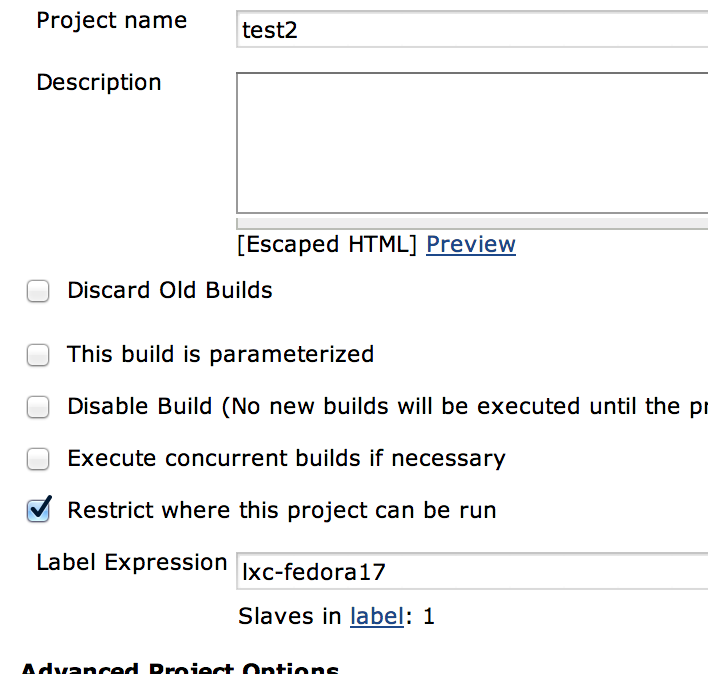 Project name
test2
Description
[Escaped HTML] Preview
Discard Old Builds
This build is parameterized
Disable Build (No new builds will be executed until the pr
Execute concurrent builds if necessary
Restrict where this project can be run
Label Expression
lxc-fedora17
Slaves in label: 1
Advanced Project Options